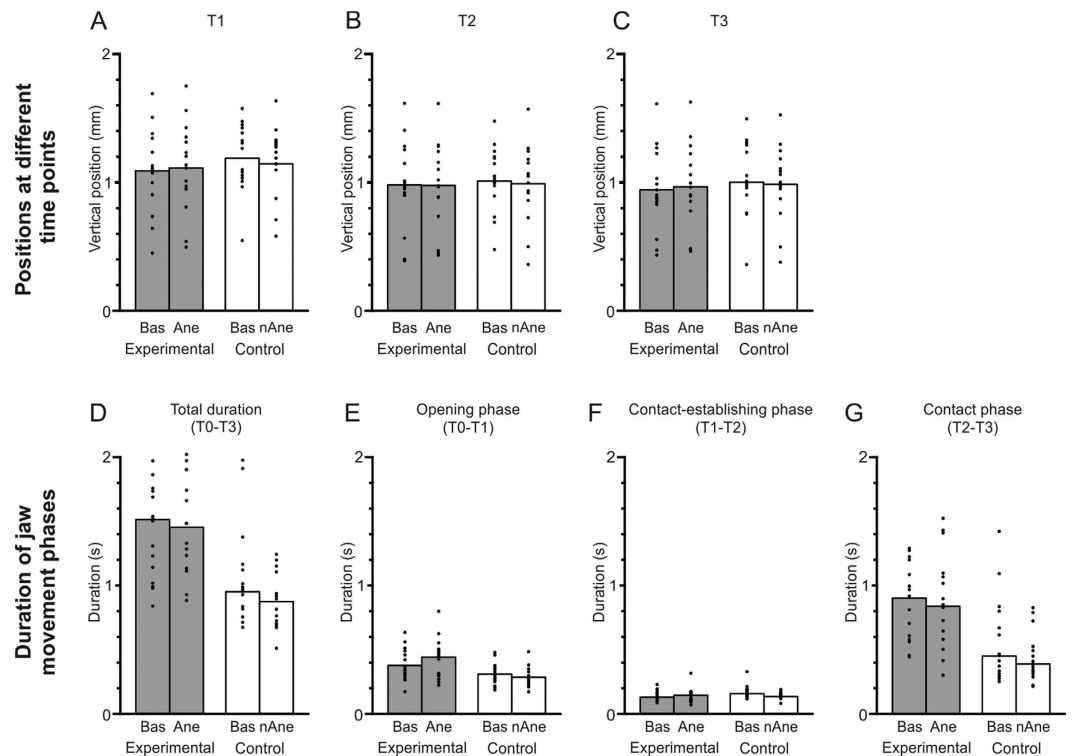 A
T1
B
T2
C
T3
Positions at different
time points
Vertical position (mm)
2
1
0
Bas Ane
Bas nAne
Experimental
Control
Vertical position (mm)
2
1
0
Bas Ane
Bas nAne
Experimental
Control
Vertical position (mm)
2
1
0
Bas Ane
Bas nAne
Experimental
Control
D
Total duration
(T0-T3)
E
Opening phase
(T0-T1)
F
Contact-establishing phase
(T1-T2)
G
Contact phase
(T2-T3)
Duration of jaw
movement phases
Duration (s)
2
1
0
Bas Ane
Bas nAne
Experimental
Control
Duration (s)
2
1
0
Bas Ane
Bas nAne
Experimental
Control
Duration (s)
2
1
0
Bas Ane
Bas nAne
Experimental
Control
Duration (s)
2
1
0
Bas Ane
Bas nAne
Experimental
Control